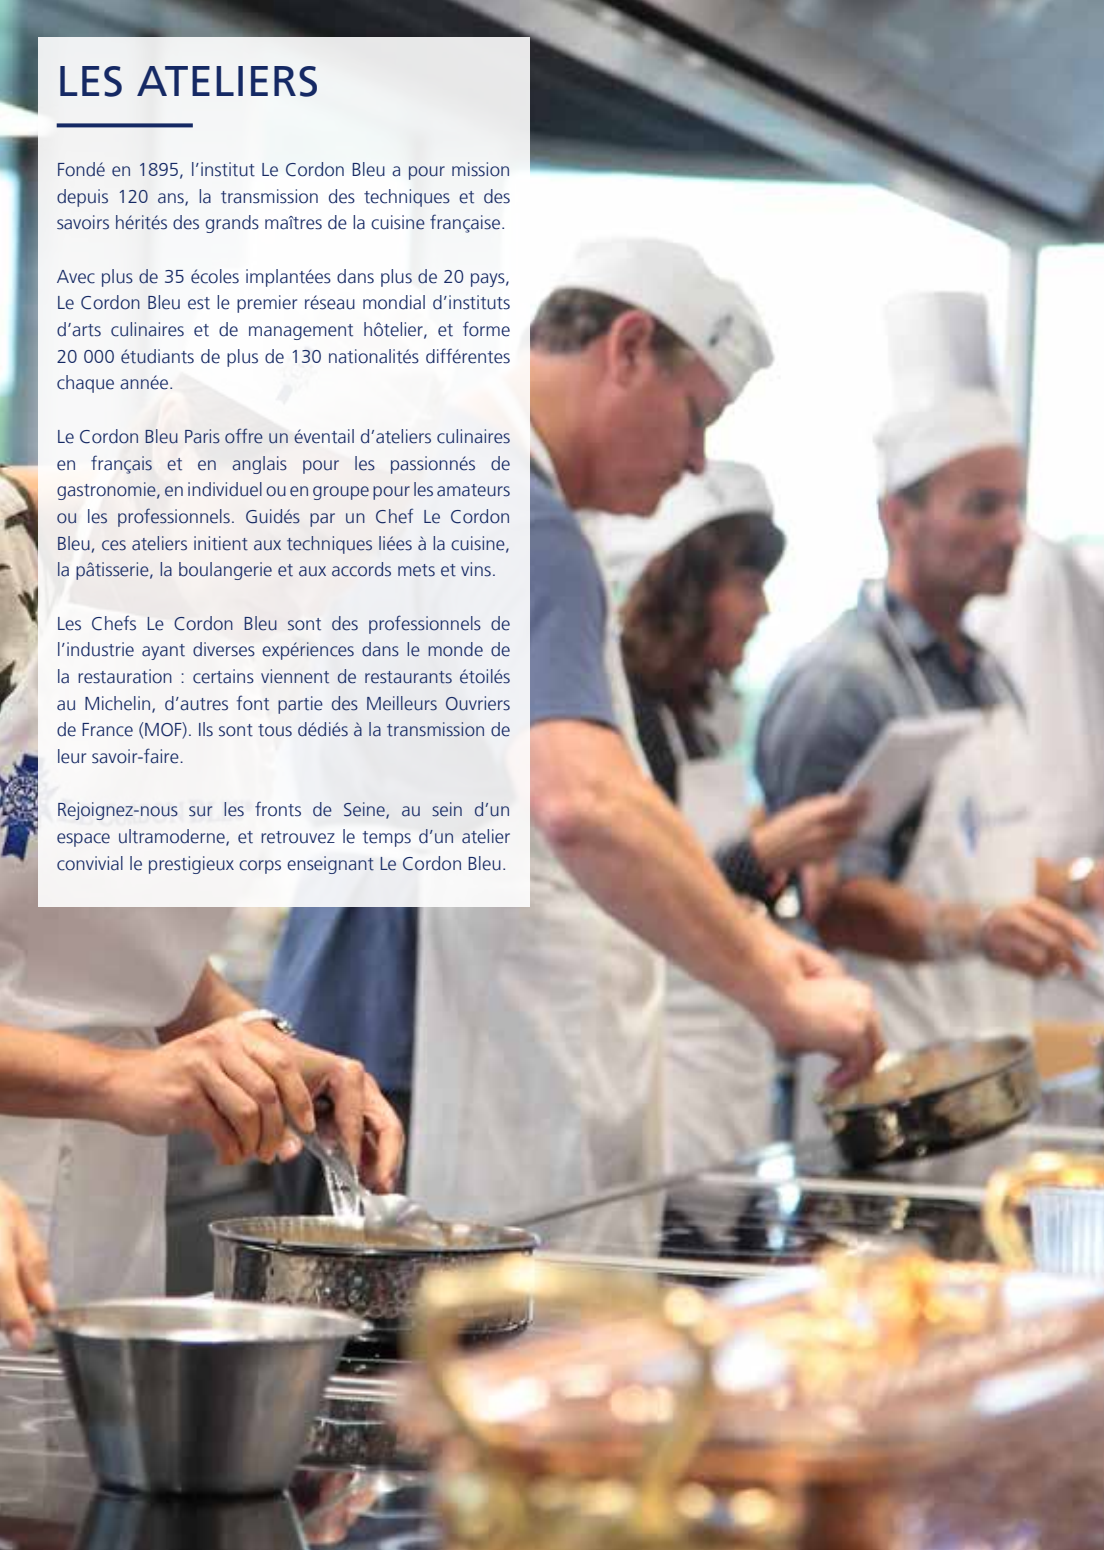 LES ATELIERS
Fondé en 1895, l’institut Le Cordon Bleu a pour mission
depuis 120 ans, la transmission des techniques et des
savoirs hérités des grands maîtres de la cuisine française.
Avec plus de 35 écoles implantées dans plus de 20 pays,
Le Cordon Bleu est le premier réseau mondial d’instituts
d’arts culinaires et de management hôtelier, et forme
20 000 étudiants de plus de 130 nationalités différentes
chaque année.
Le Cordon Bleu Paris offre un éventail d’ateliers culinaires
en français et en anglais pour les passionnés de
gastronomie, en individuel ou en groupe pour les amateurs
ou les professionnels. Guidés par un Chef Le Cordon
Bleu, ces ateliers initient aux techniques liées à la cuisine,
la pâtisserie, la boulangerie et aux accords mets et vins.
Les Chefs Le Cordon Bleu sont des professionnels de
l’industrie ayant diverses expériences dans le monde de
la restauration : certains viennent de restaurants étoilés
au Michelin, d’autres font partie des Meilleurs Ouvriers
de France (MOF). Ils sont tous dédiés à la transmission de
leur savoir-faire.
Rejoignez-nous sur les fronts de Seine, au sein d’un
espace ultramoderne, et retrouvez le temps d’un atelier
convivial le prestigieux corps enseignant Le Cordon Bleu.